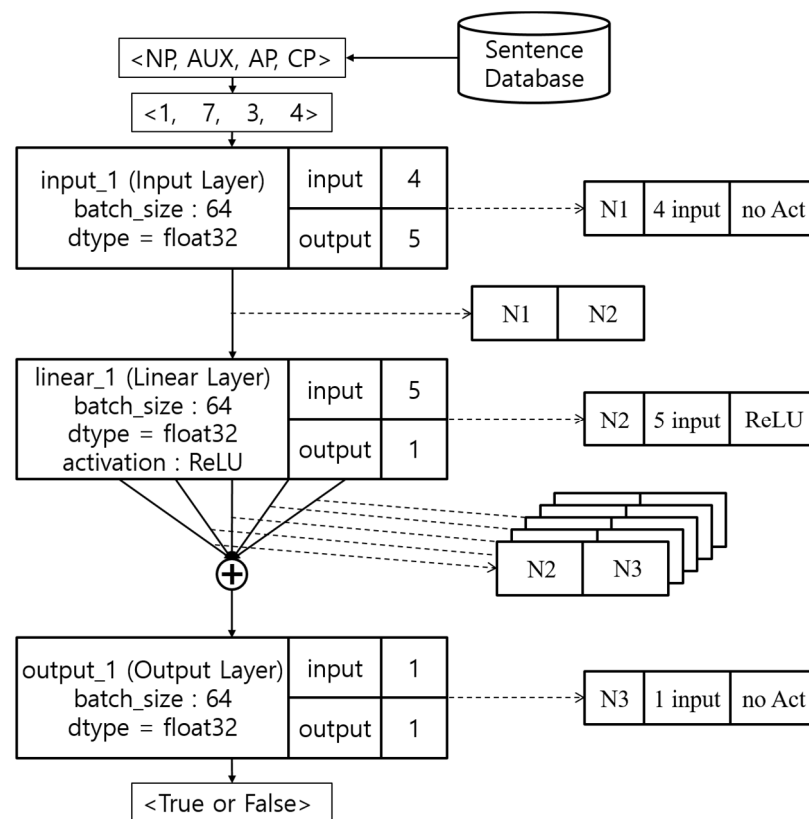 <NP, AUX, AP, CP>
Sentence
Database
<1, 7, 3, 4>
input_1 (Input Layer)
batch_size : 64
dtype = float32
input 4
output 5
N1 4 input no Act
N1 N2
linear_1 (Linear Layer)
batch_size : 64
dtype = float32
activation : ReLU
input 5
output 1
N2 5 input ReLU
N2 N3
output_1 (Output Layer)
batch_size : 64
dtype = float32
input 1
output 1
N3 1 input no Act
<True or False>